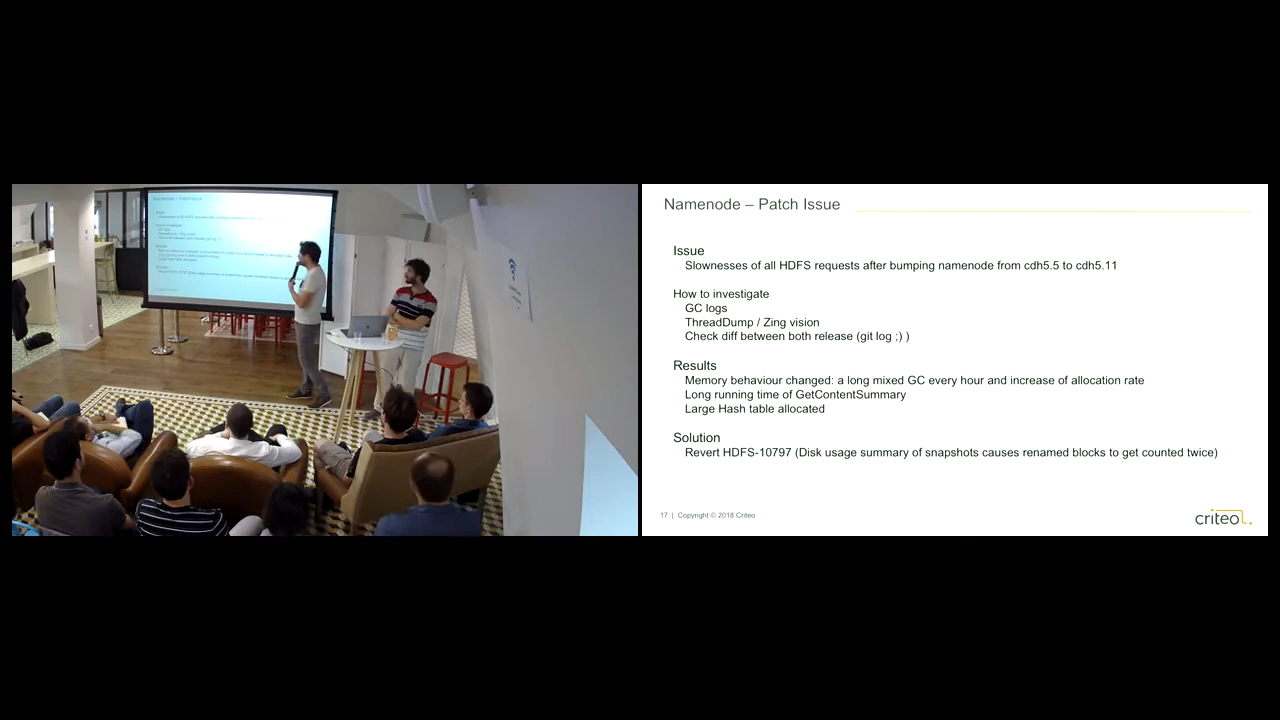 Namenode – Patch Issue
Issue
Slownesses of all HDFS requests after bumping namenode from cdh5.5 to cdh5.11
How to investigate
GC logs
ThreadDump / Zing vision
Check diff between both release (git log ;) )
Results
Memory behaviour changed: a long mixed GC every hour and increase of allocation rate
Long running time of GetContentSummary
Large Hash table allocated
Solution
Revert HDFS-10797 (Disk usage summary of snapshots causes renamed blocks to get counted twice)
17 | Copyright © 2018 Criteo
criteo